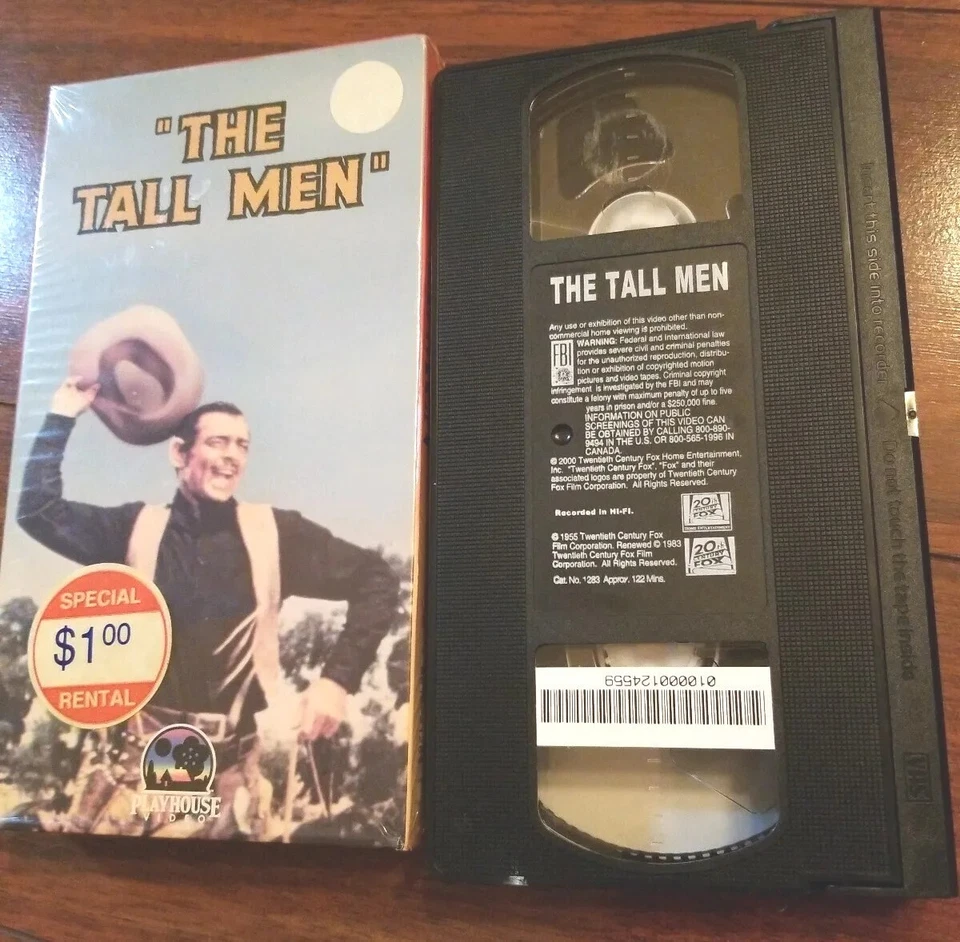 "THE
TALL MEN"
SPECIAL
$1.00
RENTAL
PLAYHOUSE
VIDEO
THE TALL MEN
Any use or exhibition of this video other than non-
commercial home viewing is prohibited.
FBI
WARNING: Federal and international law
provides severe civil and criminal penalties
for the unauthorized reproduction, distribu-
tion or exhibition of copyrighted motion
pictures and video tapes. Criminal copyright
infringement is investigated by the FBI and may
constitute a felony with maximum penalty of up to five
years in prison and/or a $250,000 fine.
INFORMATION ON PUBLIC
SCREENINGS OF THIS VIDEO CAN
BE OBTAINED BY CALLING 800-890-
9494 IN THE U.S. OR 800-565-1996 IN
CANADA.
© 2000 Twentieth Century Fox Home Entertainment,
Inc. "Twentieth Century Fox", "Fox" and their
associated logos are property of Twentieth Century
Fox Film Corporation. All Rights Reserved.
Recorded in HI-FI.
20th
CENTURY
FOX
HOME ENTERTAINMENT
© 1955 Twentieth Century Fox
Film Corporation. Renewed © 1983
Twentieth Century Fox Film
Corporation. All Rights Reserved.
20th
CENTURY
FOX
Cat. No. 1283 Approx. 122 Mins.
0100000124559
Insert this side into recorder
Do not touch the tape inside
VHS